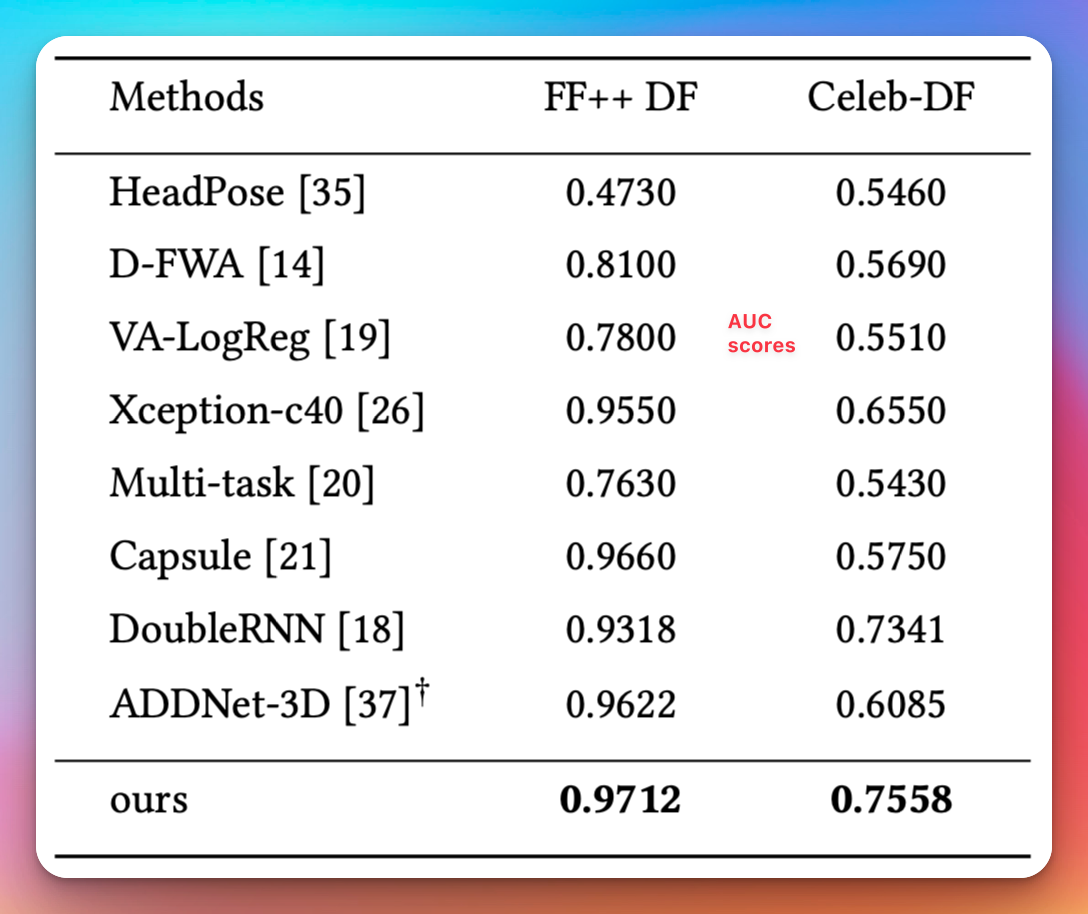 Methods FF++ DF Celeb-DF
HeadPose [35] 0.4730 0.5460
D-FWA [14] 0.8100 0.5690
VA-LogReg [19] 0.7800 AUC scores 0.5510
Xception-c40 [26] 0.9550 0.6550
Multi-task [20] 0.7630 0.5430
Capsule [21] 0.9660 0.5750
DoubleRNN [18] 0.9318 0.7341
ADDNet-3D [37]† 0.9622 0.6085
ours 0.9712 0.7558